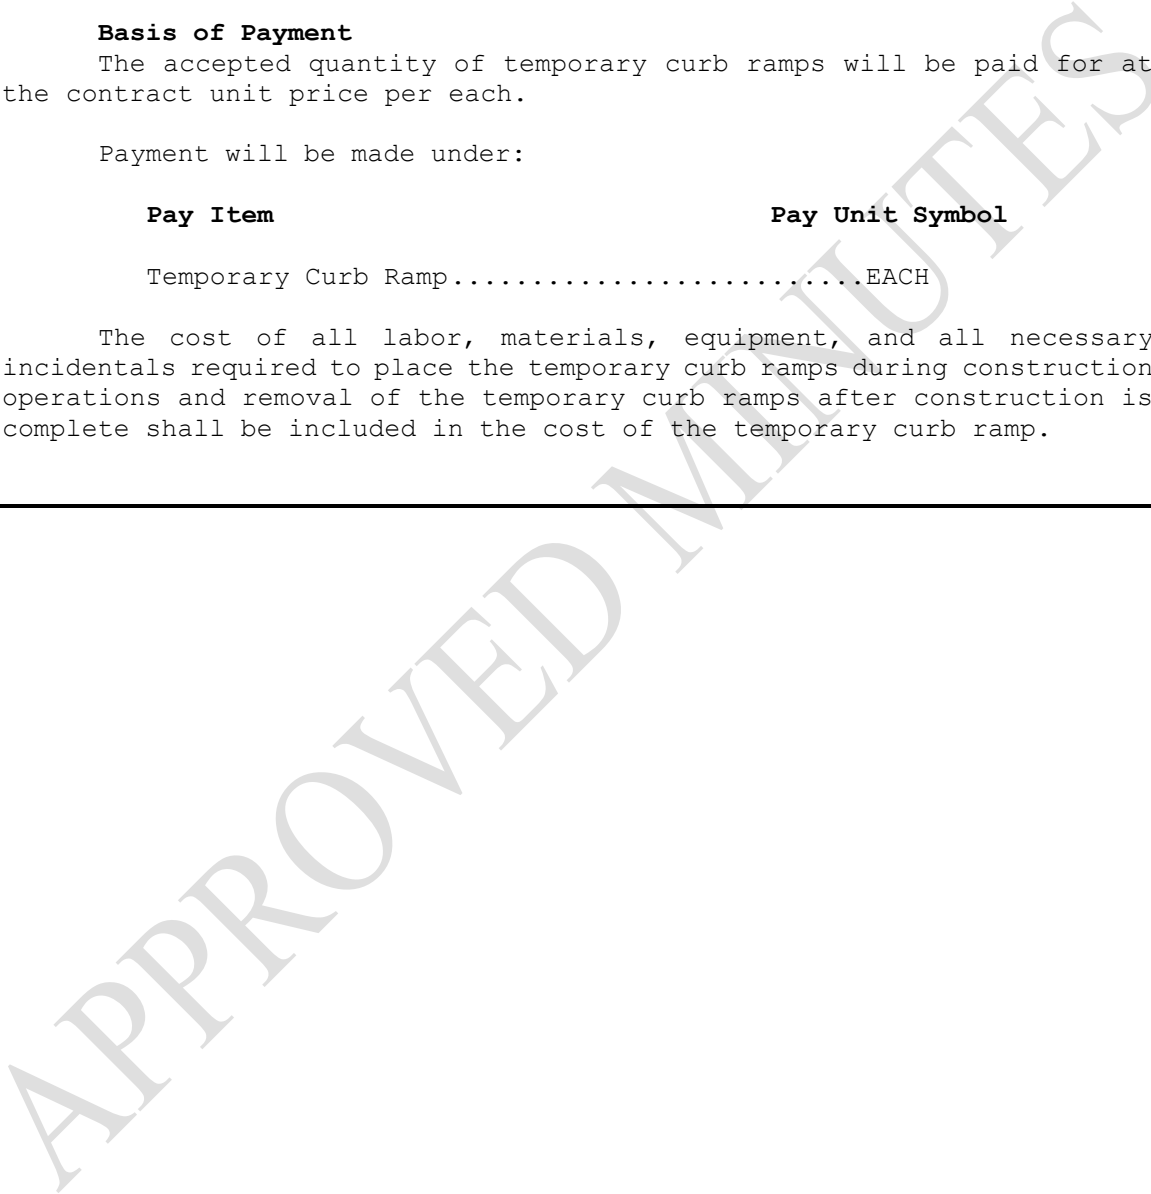 Basis of Payment
The accepted quantity of temporary curb ramps will be paid for at
the contract unit price per each.
Payment will be made under:
Pay Item Pay Unit Symbol
Temporary Curb Ramp..........................EACH
The cost of all labor, materials, equipment, and all necessary
incidentals required to place the temporary curb ramps during construction
operations and removal of the temporary curb ramps after construction is
complete shall be included in the cost of the temporary curb ramp.
APPROVED MINUTES